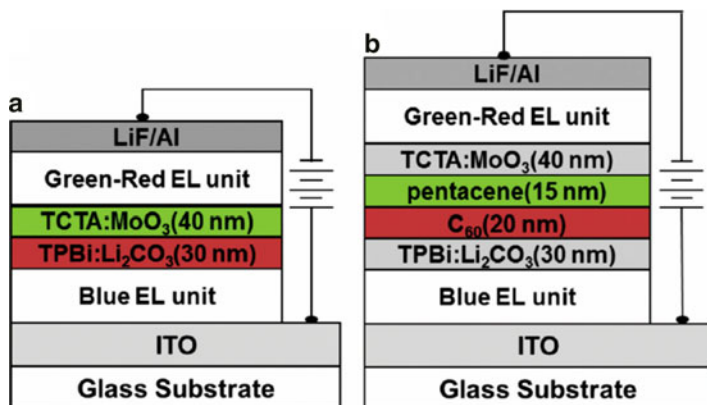 a
LiF/Al
Green-Red EL unit
TCTA:MoO₃(40 nm)
TPBi:Li₂CO₃(30 nm)
Blue EL unit
ITO
Glass Substrate
b
LiF/Al
Green-Red EL unit
TCTA:MoO₃(40 nm)
pentacene(15 nm)
C₆₀(20 nm)
TPBi:Li₂CO₃(30 nm)
Blue EL unit
ITO
Glass Substrate